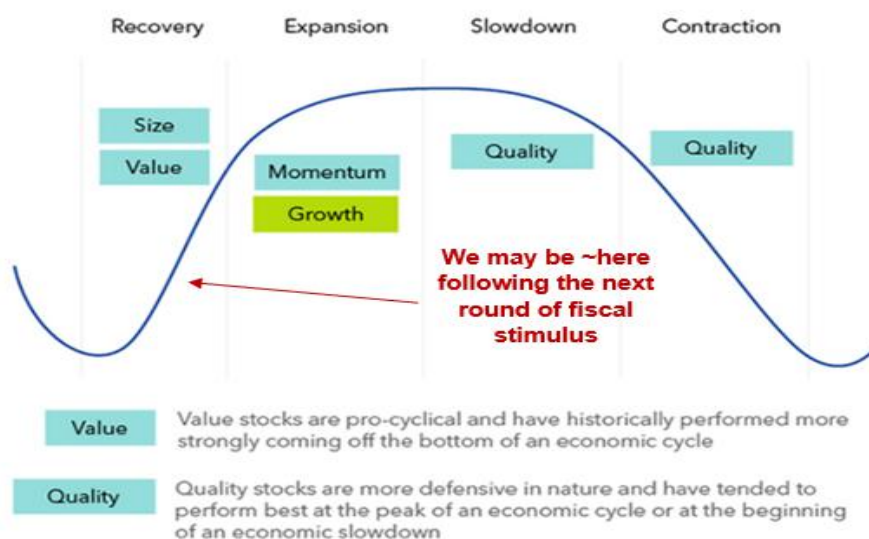 Recovery
Expansion
Slowdown
Contraction
Size
Value
Momentum
Growth
Quality
Quality
We may be ~here
following the next
round of fiscal
stimulus
Value
Value stocks are pro-cyclical and have historically performed more
strongly coming off the bottom of an economic cycle
Quality
Quality stocks are more defensive in nature and have tended to
perform best at the peak of an economic cycle or at the beginning
of an economic slowdown